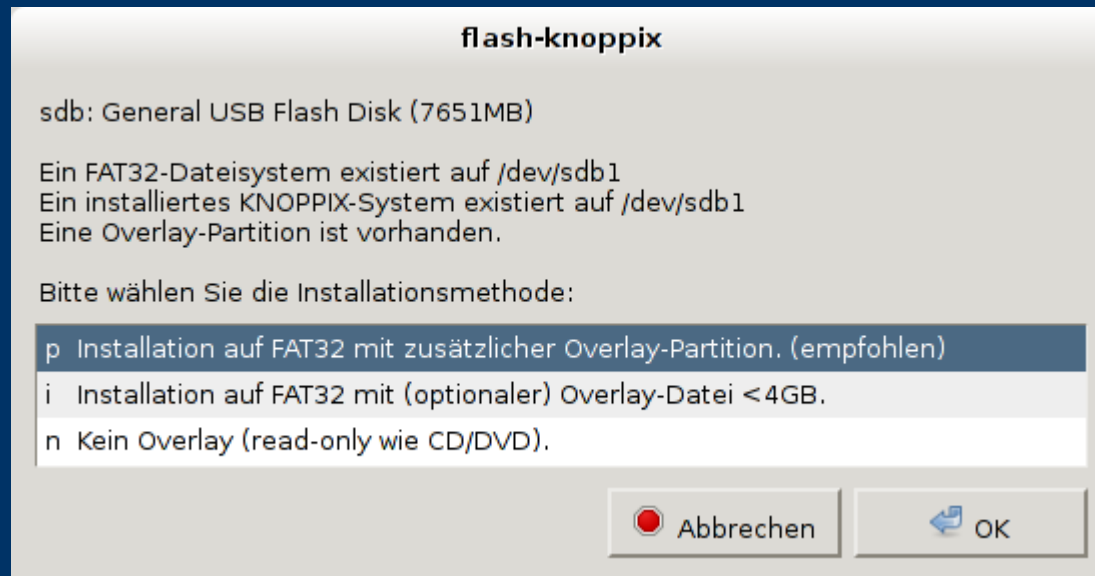 flash-knoppix
sdb: General USB Flash Disk (7651MB)
Ein FAT32-Dateisystem existiert auf /dev/sdb1
Ein installiertes KNOPPIX-System existiert auf /dev/sdb1
Eine Overlay-Partition ist vorhanden.
Bitte wählen Sie die Installationsmethode:
p Installation auf FAT32 mit zusätzlicher Overlay-Partition. (empfohlen)
i Installation auf FAT32 mit (optionaler) Overlay-Datei <4GB.
n Kein Overlay (read-only wie CD/DVD).
Abbrechen OK